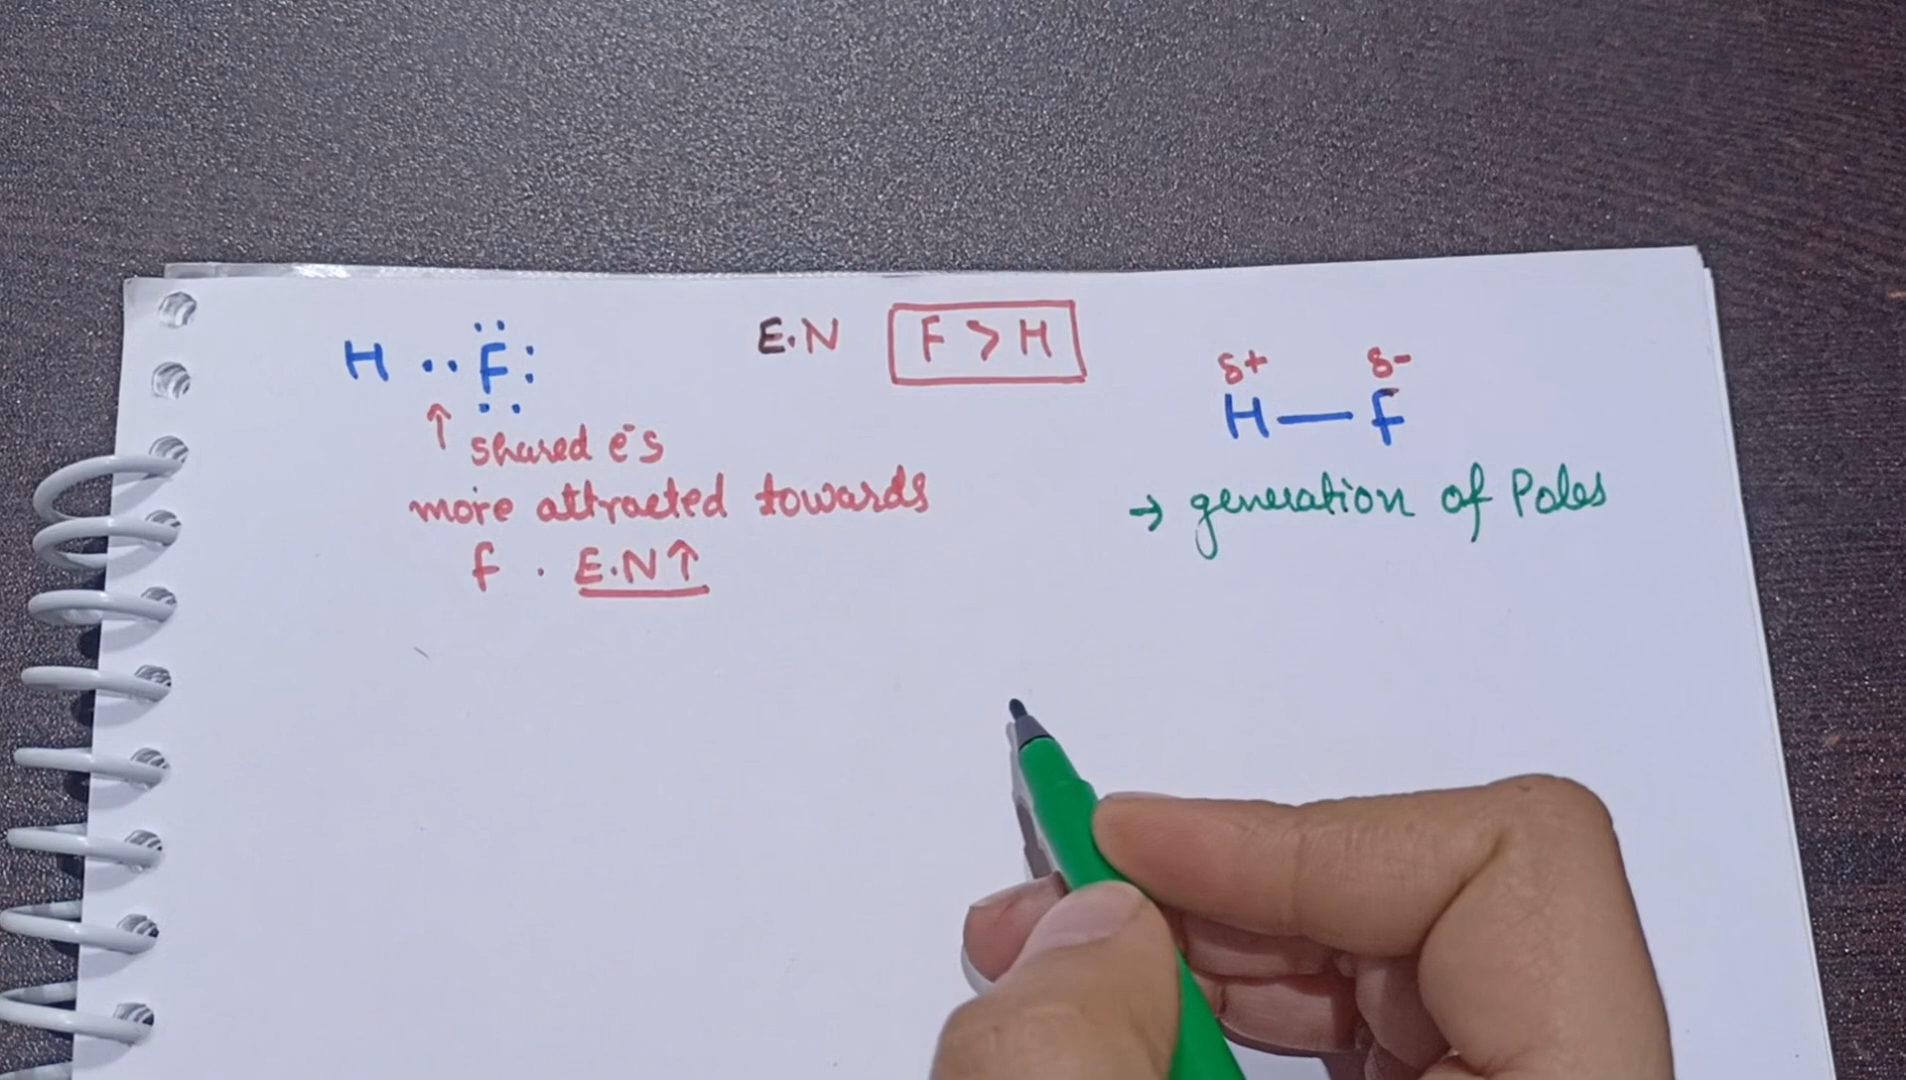 H ·· F
↑ shared e⁻s
more attracted towards
F . E.N↑
E.N F > H
δ+ δ-
H — F
→ generation of Poles